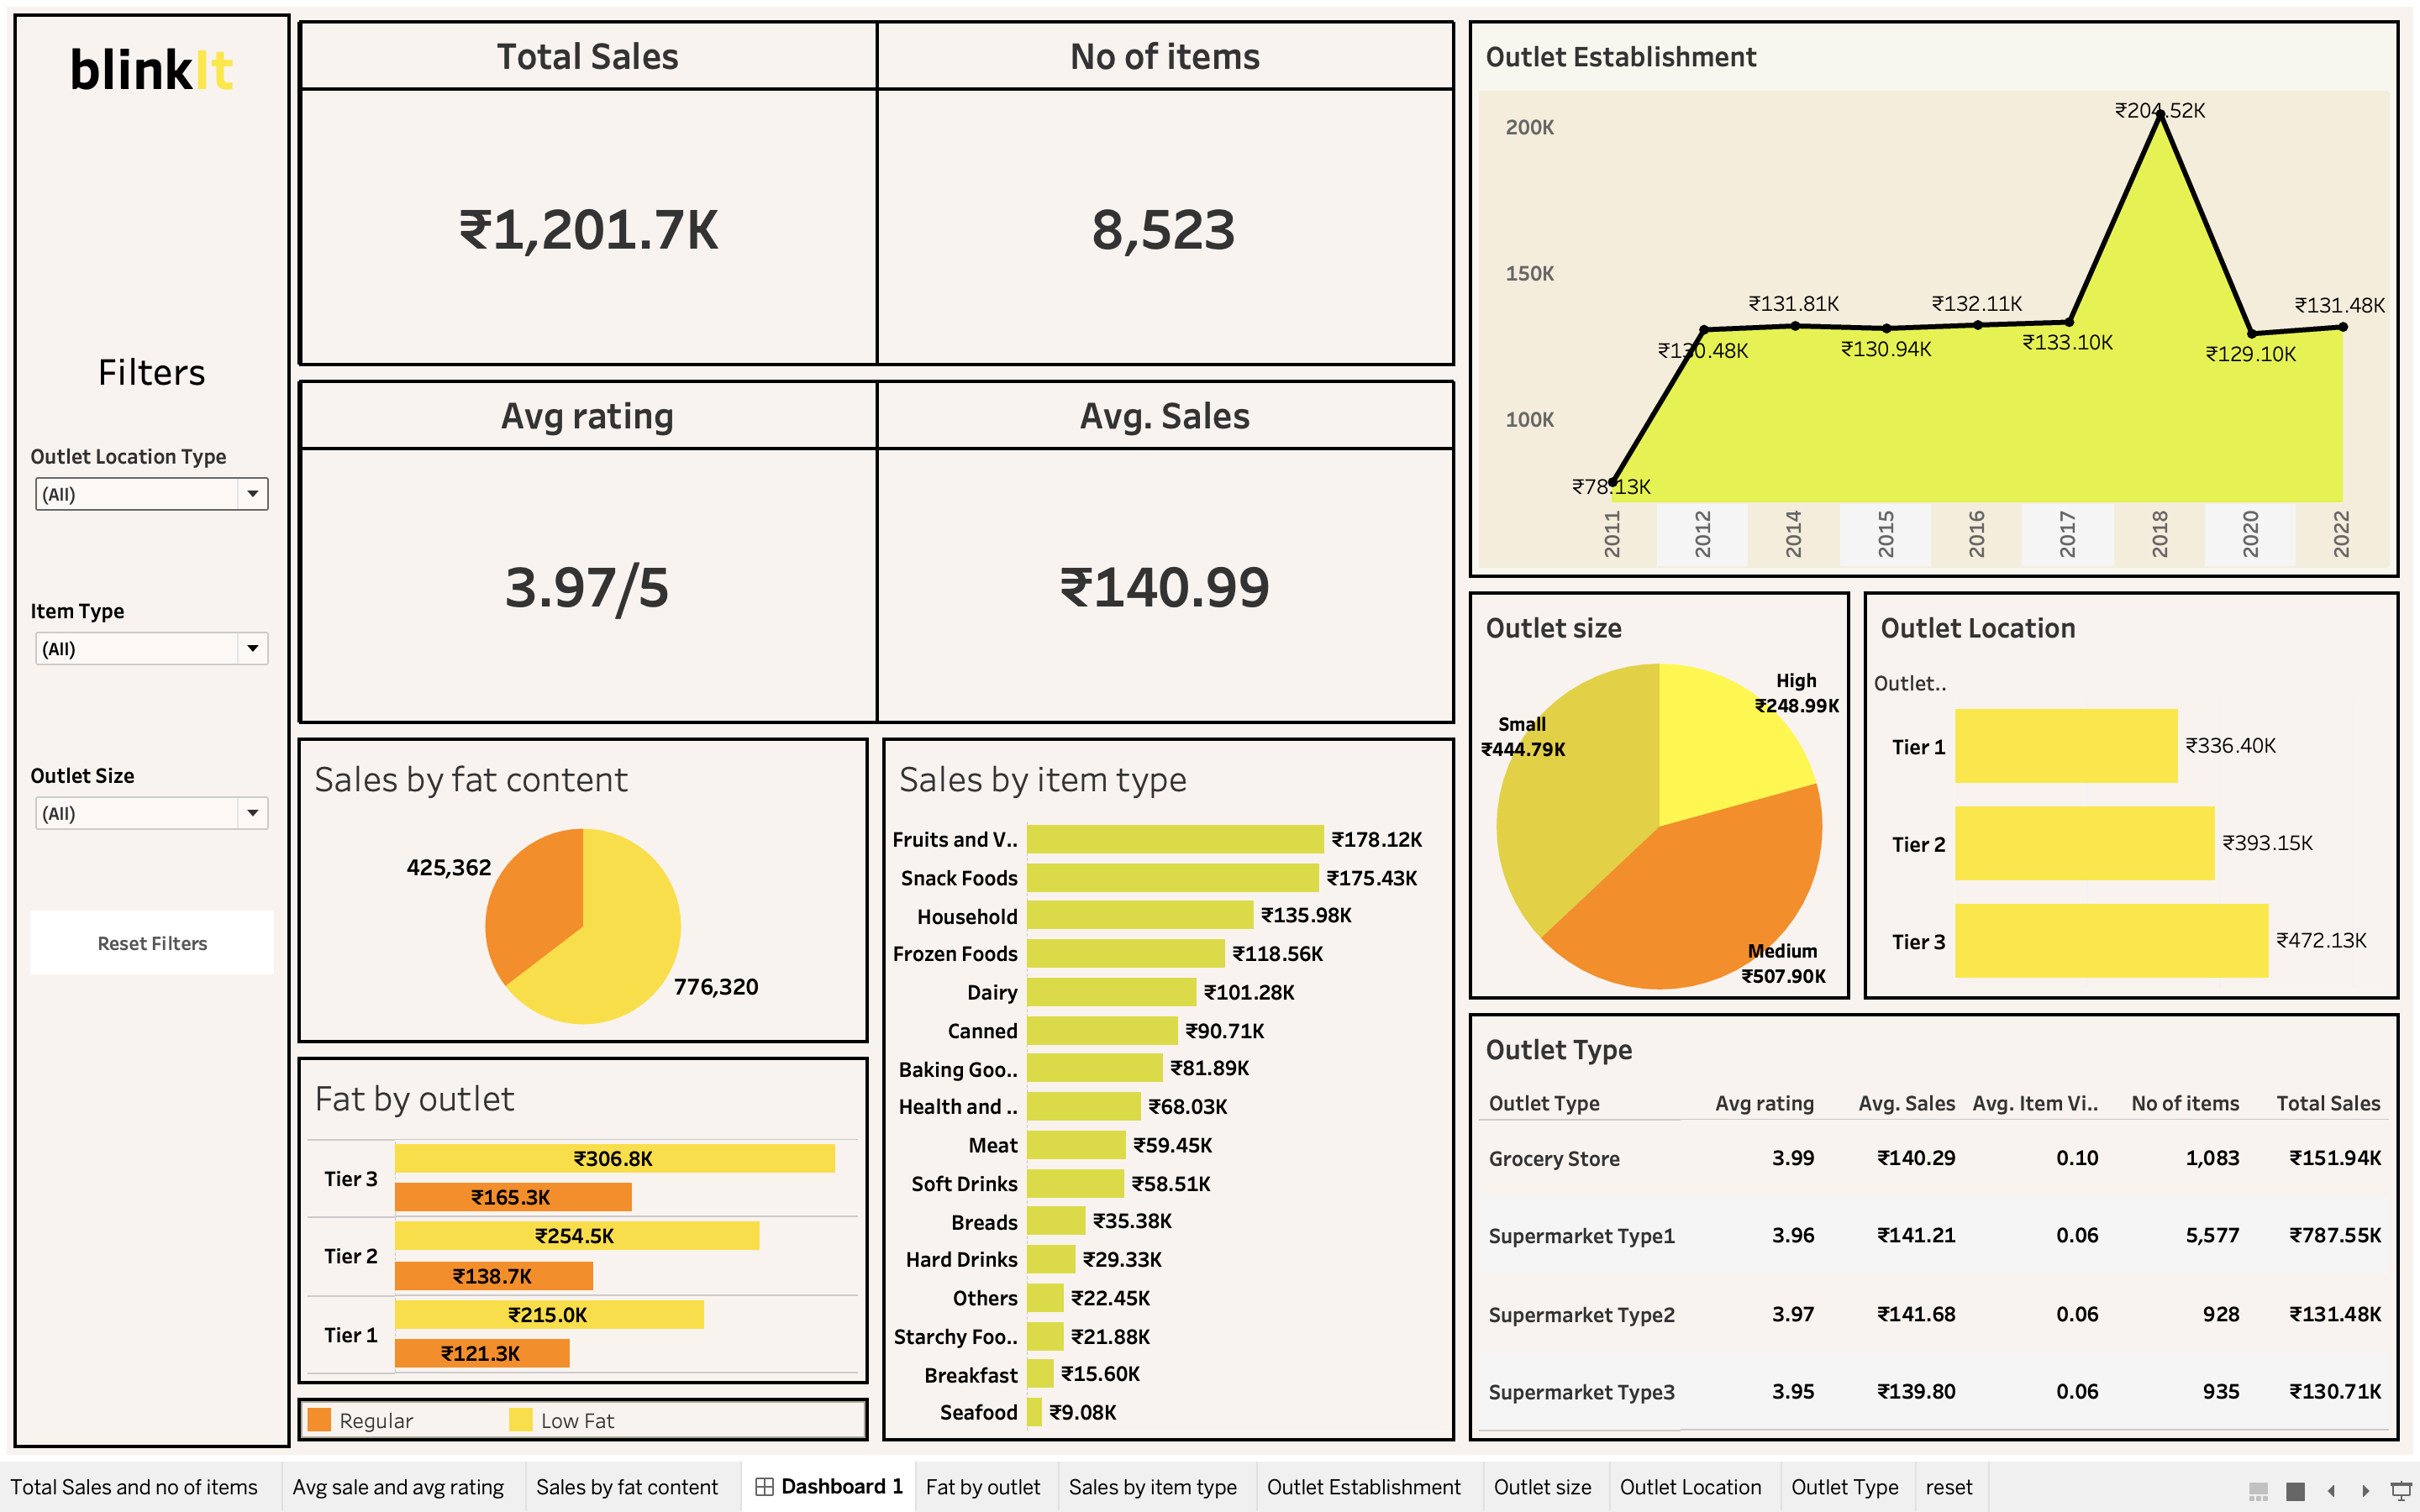 blinkIt
Filters
Outlet Location Type
(All)
Item Type
(All)
Outlet Size
(All)
Reset Filters
Total Sales
No of items
₹1,201.7K
8,523
Avg rating
Avg. Sales
3.97/5
₹140.99
Sales by fat content
425,362
776,320
Fat by outlet
Tier 3
₹306.8K
₹165.3K
Tier 2
₹254.5K
₹138.7K
Tier 1
₹215.0K
₹121.3K
Regular
Low Fat
Sales by item type
Fruits and V.. ₹178.12K
Snack Foods ₹175.43K
Household ₹135.98K
Frozen Foods ₹118.56K
Dairy ₹101.28K
Canned ₹90.71K
Baking Goo.. ₹81.89K
Health and .. ₹68.03K
Meat ₹59.45K
Soft Drinks ₹58.51K
Breads ₹35.38K
Hard Drinks ₹29.33K
Others ₹22.45K
Starchy Foo.. ₹21.88K
Breakfast ₹15.60K
Seafood ₹9.08K
Outlet Establishment
200K
150K
100K
₹78.13K
₹130.48K
₹131.81K
₹130.94K
₹132.11K
₹133.10K
₹204.52K
₹129.10K
₹131.48K
2011 2012 2014 2015 2016 2017 2018 2020 2022
Outlet size
High
₹248.99K
Small
₹444.79K
Medium
₹507.90K
Outlet Location
Outlet..
Tier 1 ₹336.40K
Tier 2 ₹393.15K
Tier 3 ₹472.13K
Outlet Type
Outlet Type Avg rating Avg. Sales Avg. Item Vi.. No of items Total Sales
Grocery Store 3.99 ₹140.29 0.10 1,083 ₹151.94K
Supermarket Type1 3.96 ₹141.21 0.06 5,577 ₹787.55K
Supermarket Type2 3.97 ₹141.68 0.06 928 ₹131.48K
Supermarket Type3 3.95 ₹139.80 0.06 935 ₹130.71K
Total Sales and no of items Avg sale and avg rating Sales by fat content Dashboard 1 Fat by outlet Sales by item type Outlet Establishment Outlet size Outlet Location Outlet Type reset